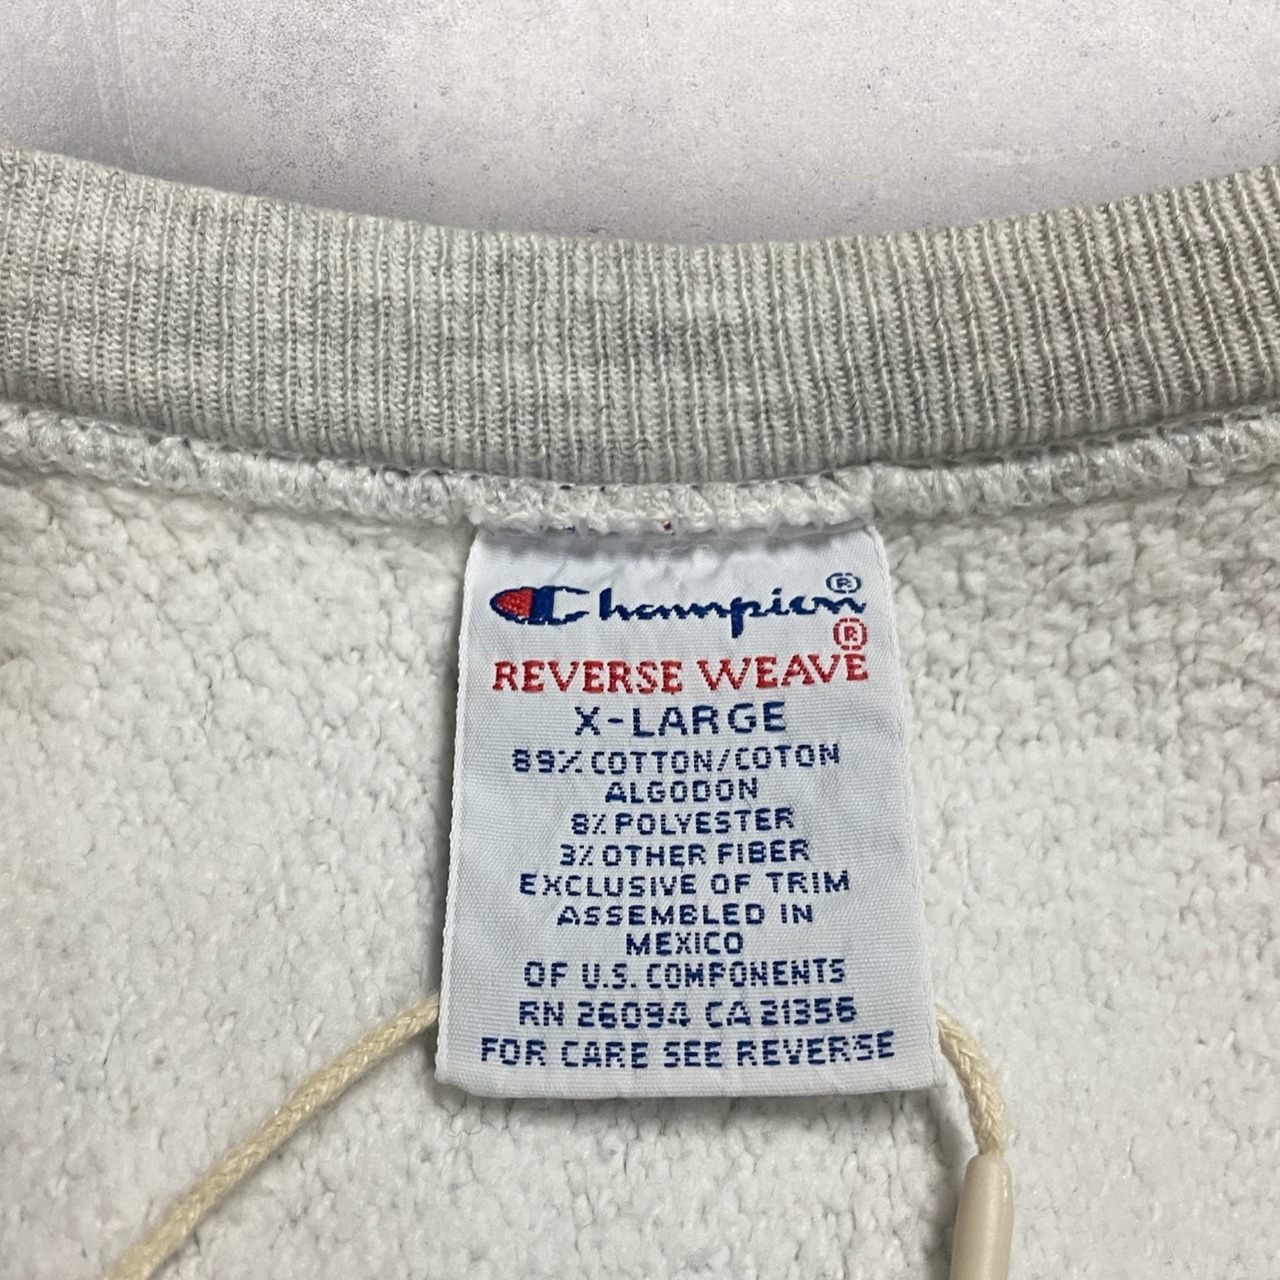 Champion®
REVERSE WEAVE®
X-LARGE
89% COTTON/COTON
ALGODON
8% POLYESTER
3% OTHER FIBER
EXCLUSIVE OF TRIM
ASSEMBLED IN
MEXICO
OF U.S. COMPONENTS
RN 26094 CA 21356
FOR CARE SEE REVERSE